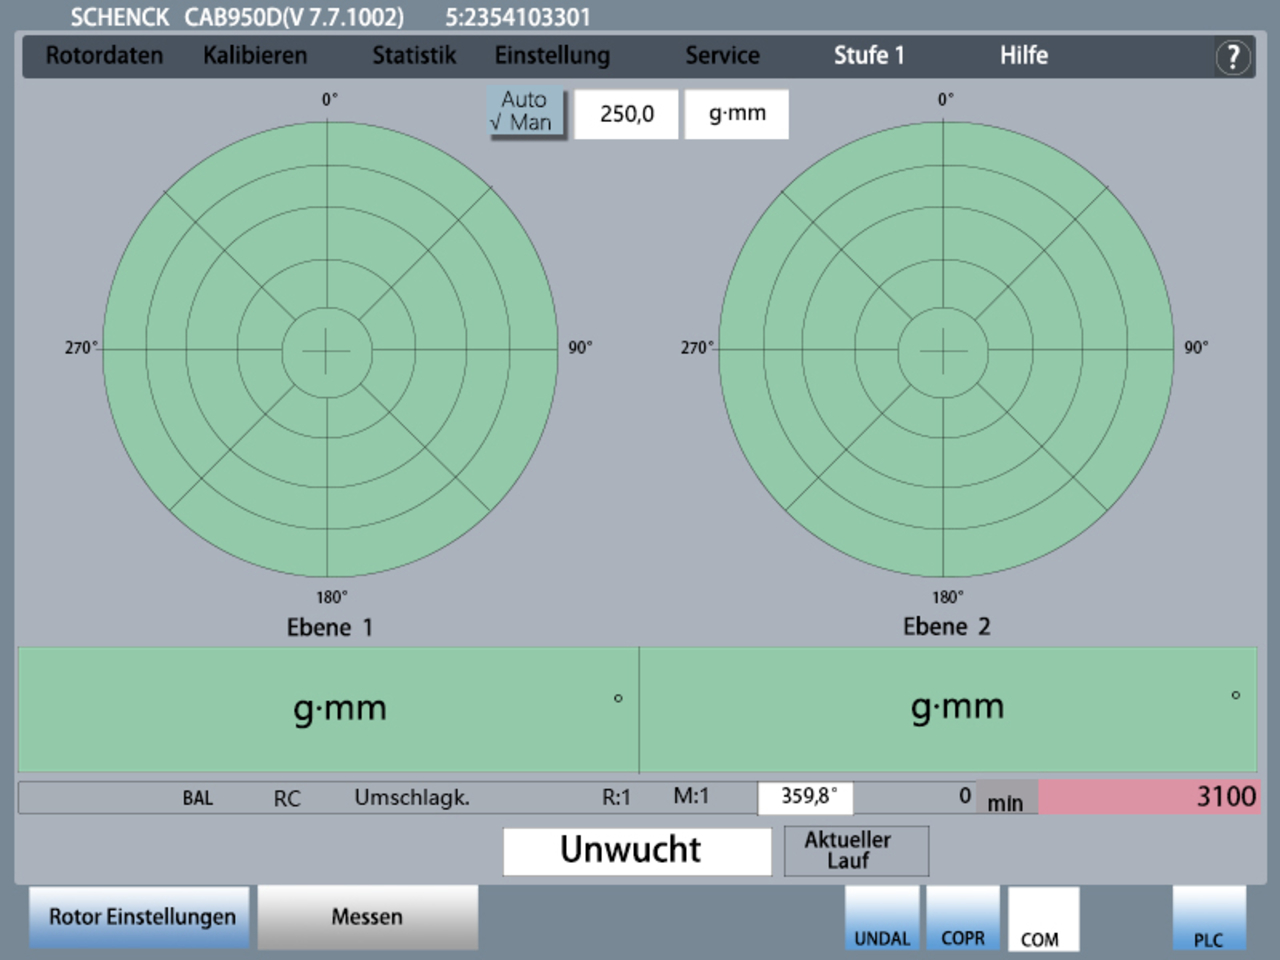 SCHENCK CAB950D(V 7.7.1002) 5:2354103301
Rotordaten Kalibieren Statistik Einstellung Service Stufe 1 Hilfe ?
Auto
√ Man
250,0
g·mm
0°
0°
270°
90°
270°
90°
180°
180°
Ebene 1
Ebene 2
g·mm °
g·mm °
BAL RC Umschlagk. R:1 M:1 359,8° 0 min 3100
Unwucht
Aktueller
Lauf
Rotor Einstellungen
Messen
UNDAL
COPR
COM
PLC